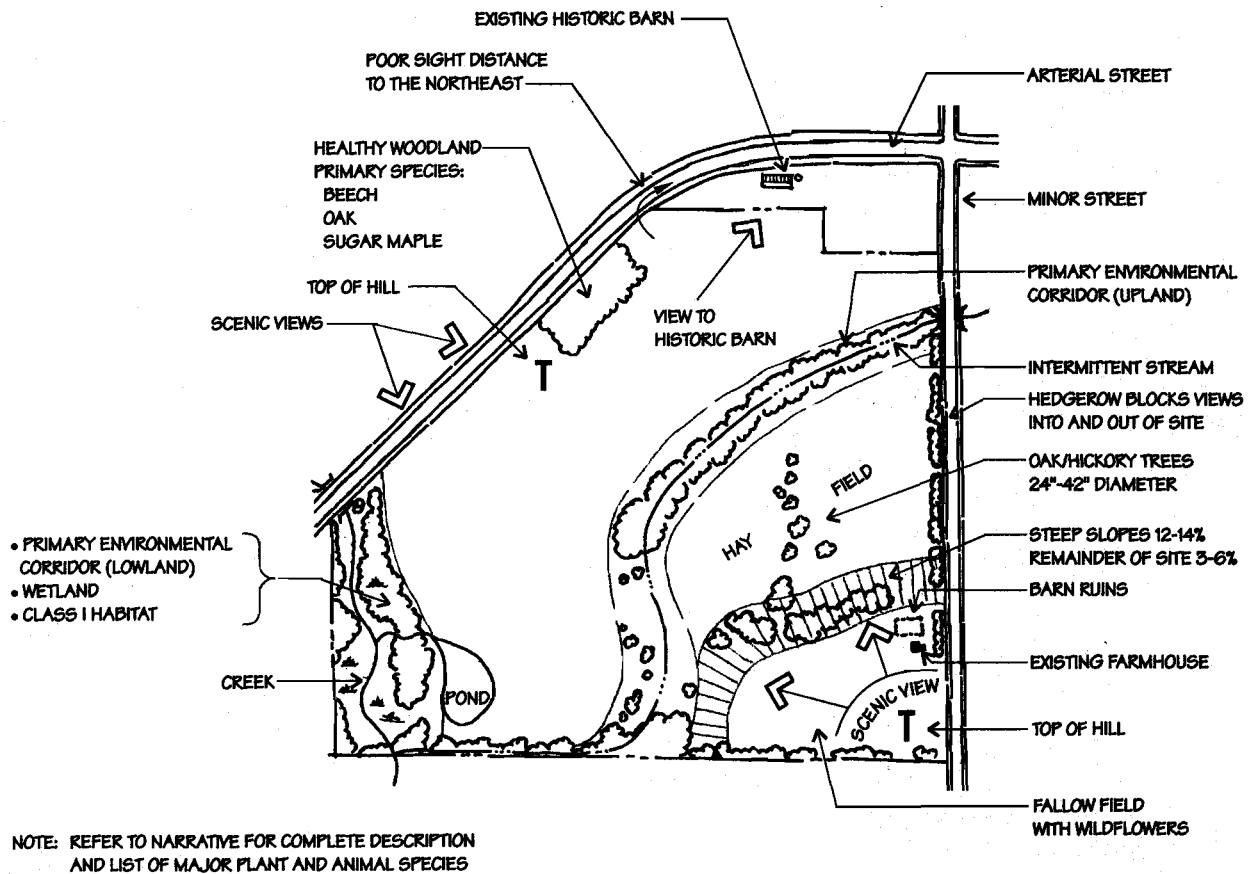 EXISTING HISTORIC BARN
POOR SIGHT DISTANCE
TO THE NORTHEAST
ARTERIAL STREET
HEALTHY WOODLAND
PRIMARY SPECIES:
BEECH
OAK
SUGAR MAPLE
MINOR STREET
TOP OF HILL
PRIMARY ENVIRONMENTAL
CORRIDOR (UPLAND)
SCENIC VIEWS
VIEW TO
HISTORIC BARN
INTERMITTENT STREAM
HEDGEROW BLOCKS VIEWS
INTO AND OUT OF SITE
OAK/HICKORY TREES
24"-42" DIAMETER
HAY FIELD
STEEP SLOPES 12-14%
REMAINDER OF SITE 3-6%
• PRIMARY ENVIRONMENTAL
CORRIDOR (LOWLAND)
• WETLAND
• CLASS I HABITAT
BARN RUINS
EXISTING FARMHOUSE
CREEK
POND
SCENIC VIEW
TOP OF HILL
FALLOW FIELD
WITH WILDFLOWERS
NOTE: REFER TO NARRATIVE FOR COMPLETE DESCRIPTION
AND LIST OF MAJOR PLANT AND ANIMAL SPECIES